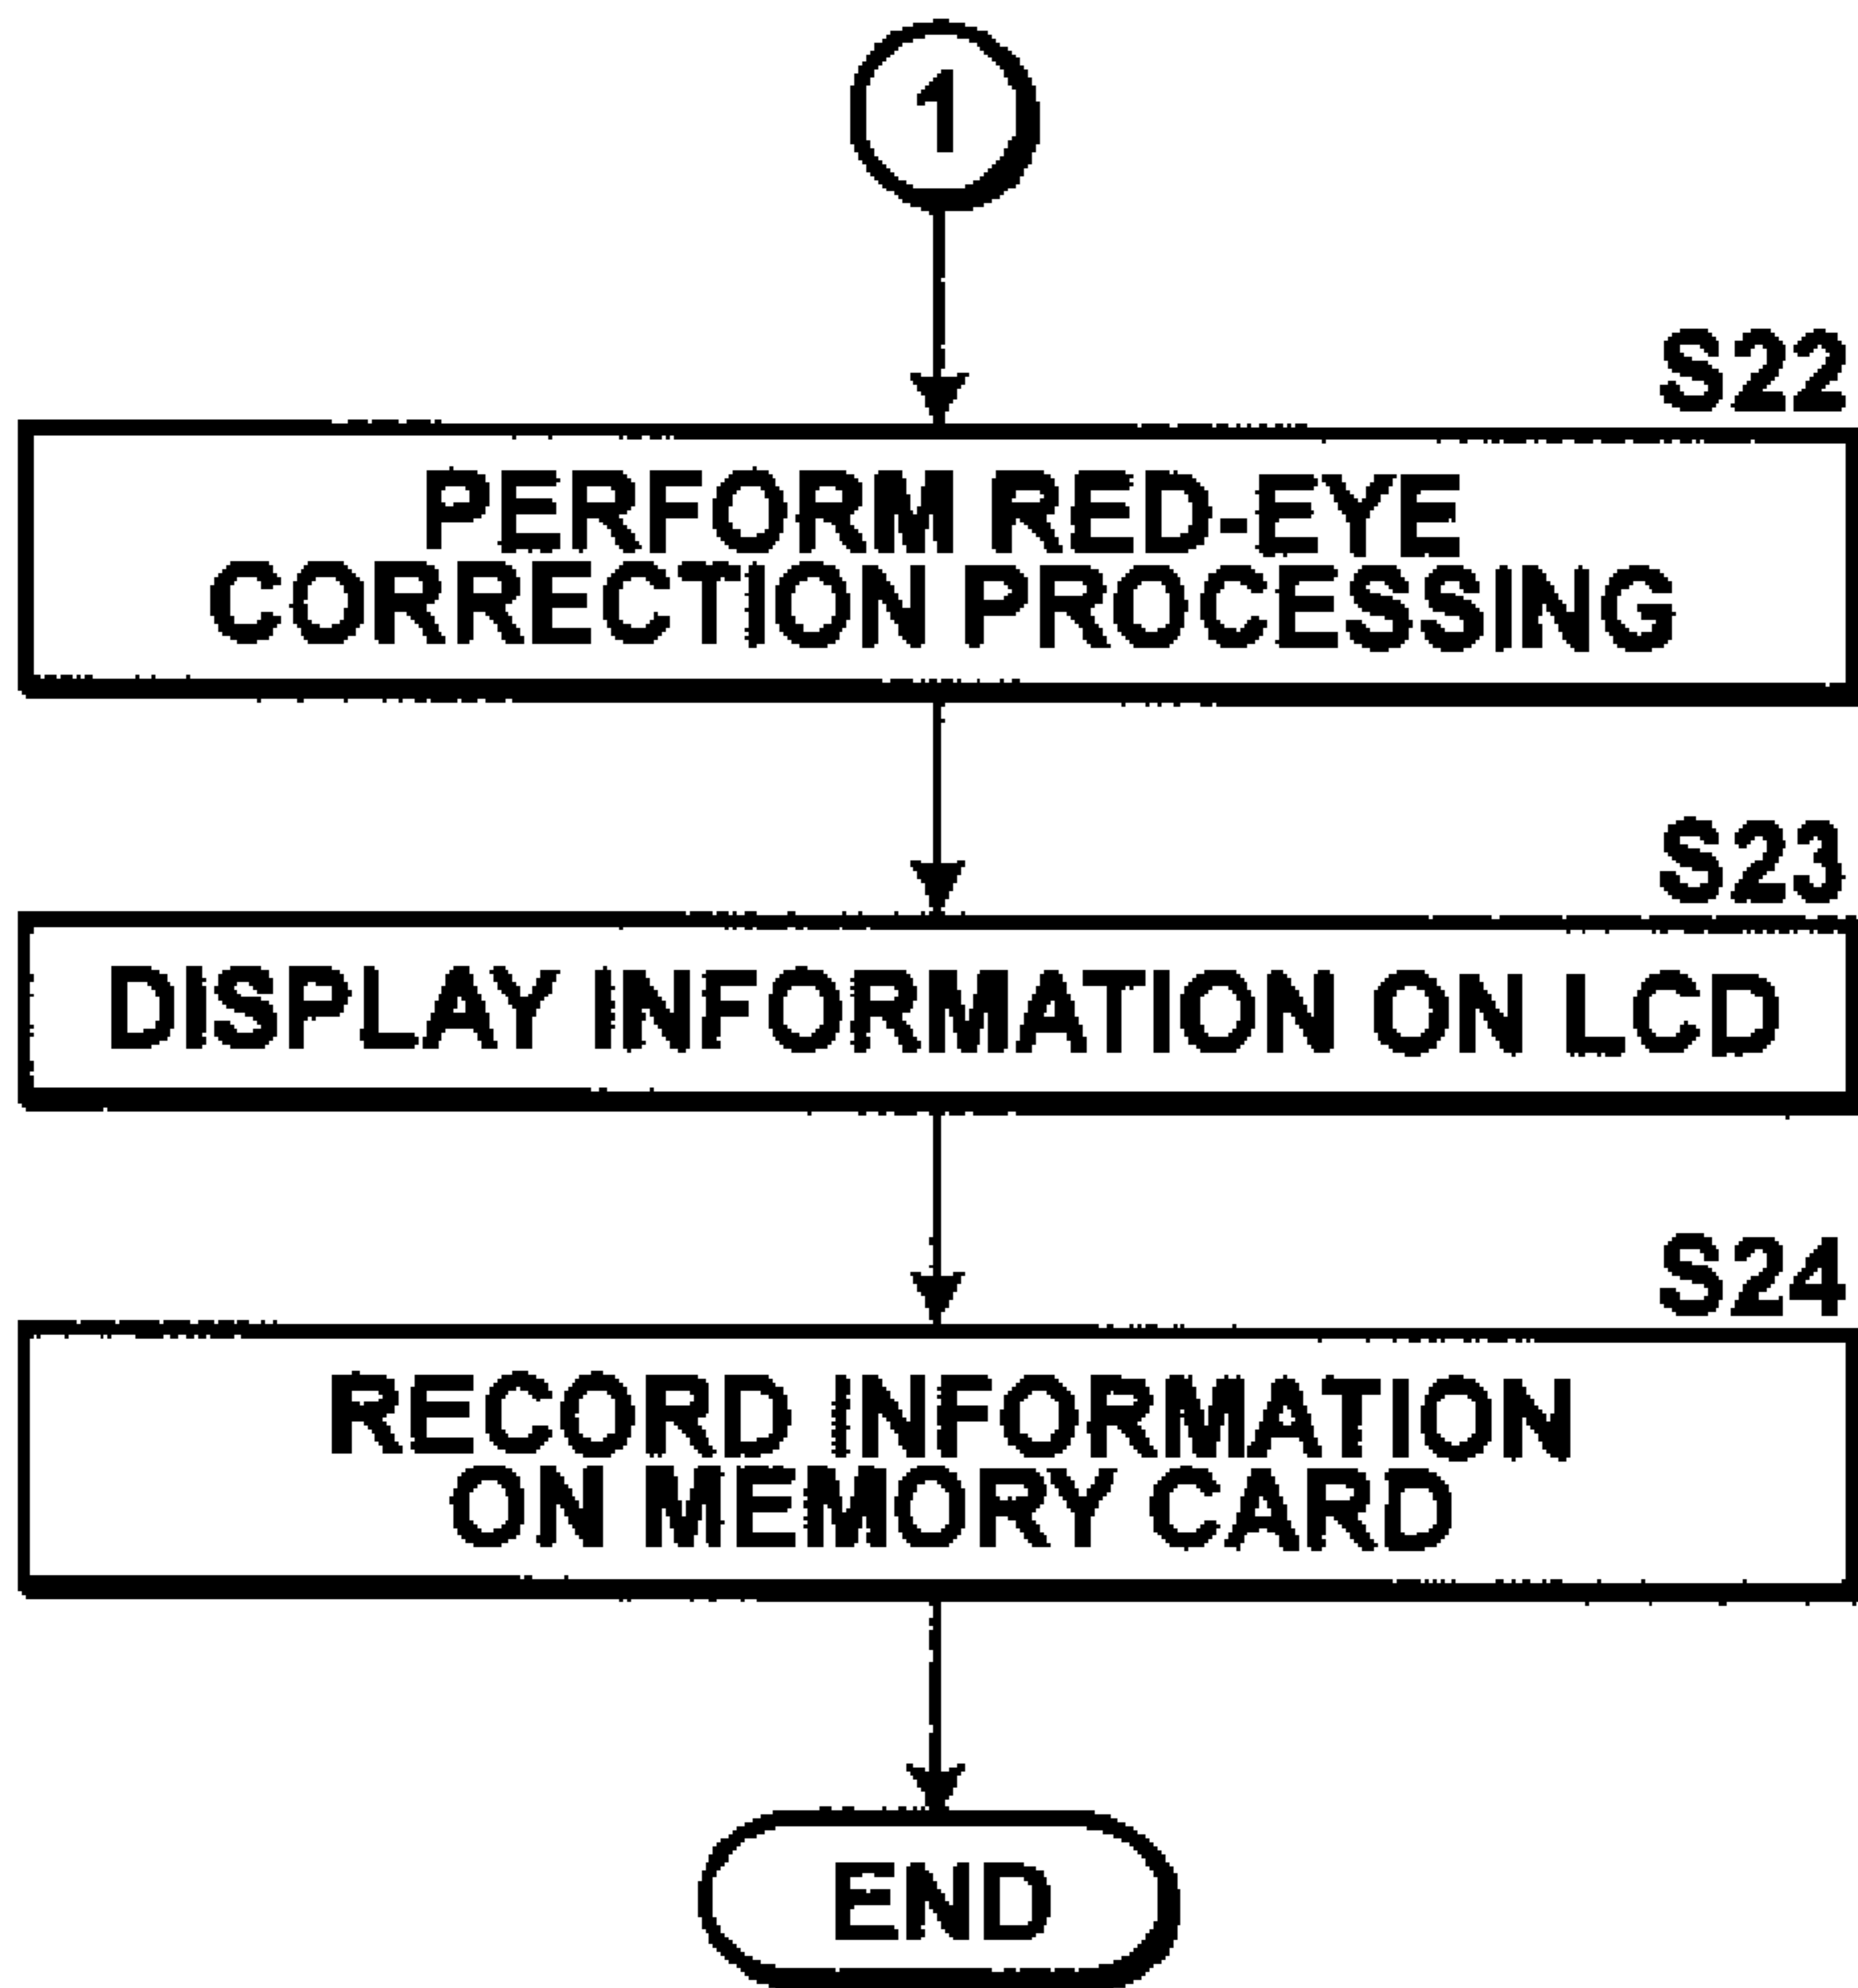 1
S22
PERFORM RED-EYE
CORRECTION PROCESSING
S23
DISPLAY INFORMATION ON LCD
S24
RECORD INFORMATION
ON MEMORY CARD
END